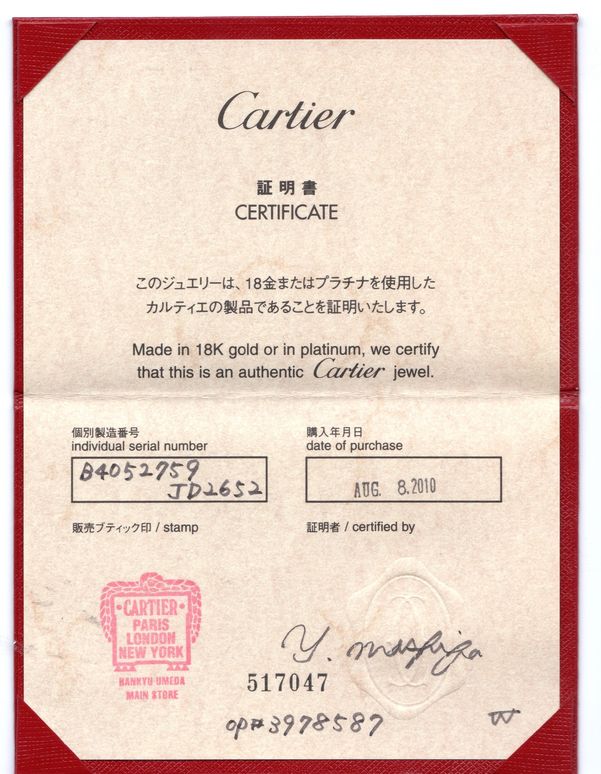 Cartier
証明書
CERTIFICATE
このジュエリーは、18金またはプラチナを使用した
カルティエの製品であることを証明いたします。
Made in 18K gold or in platinum, we certify
that this is an authentic Cartier jewel.
個別製造番号
individual serial number
B4052759
JD2652
購入年月日
date of purchase
AUG. 8.2010
販売ブティック印 / stamp
証明者 / certified by
·CARTIER·
PARIS
LONDON
NEW YORK
HANKYU UMEDA
MAIN STORE
Y.
517047
op# 3978587